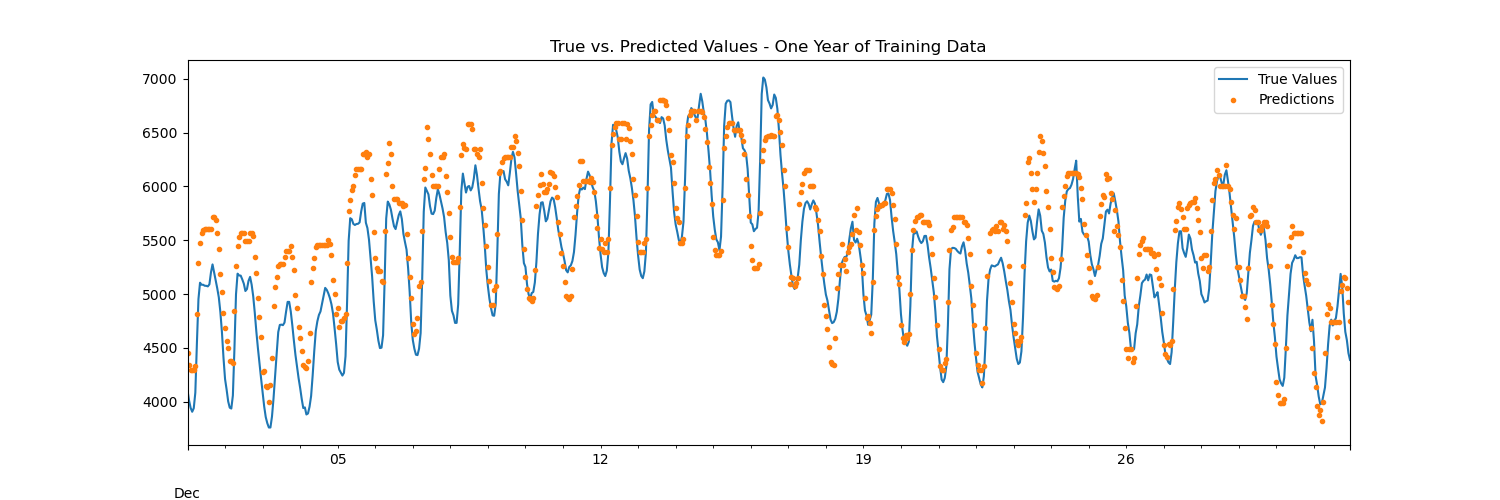 True vs. Predicted Values - One Year of Training Data
True Values
Predictions
7000
6500
6000
5500
5000
4500
4000
05
12
19
26
Dec